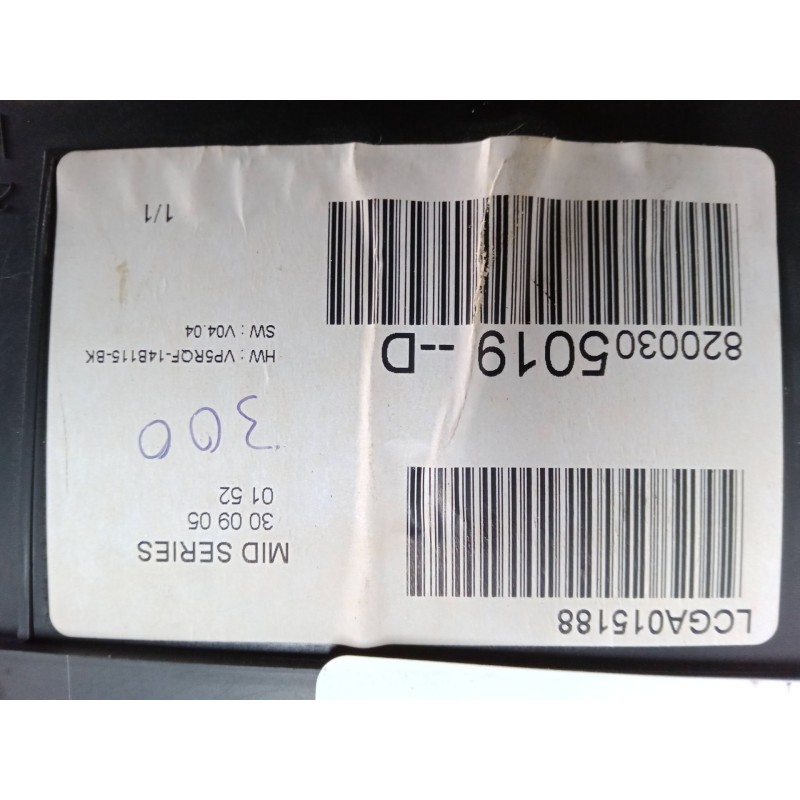 LCGA015188
MID SERIES
30 09 05
01 52
300
8200305019--D
HW : VP5RQF-14B115-BK
SW : V04.04
1/1